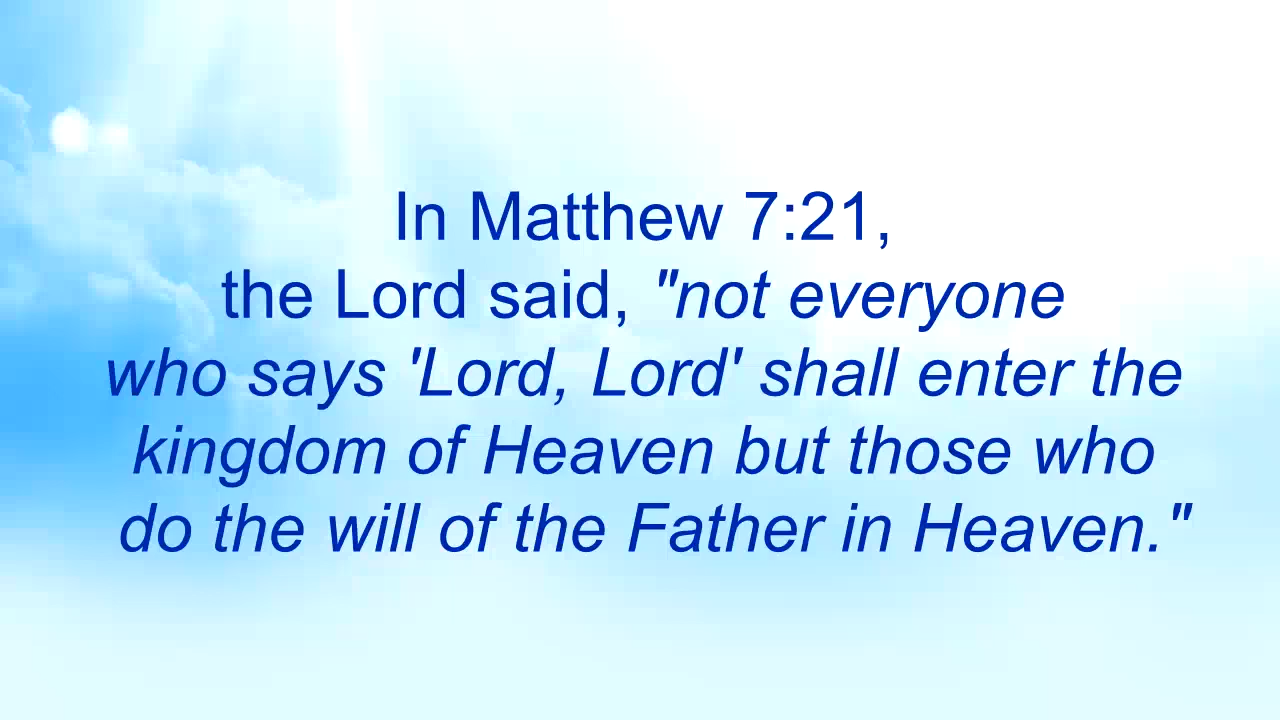 In Matthew 7:21,
the Lord said, "not everyone
who says 'Lord, Lord' shall enter the
kingdom of Heaven but those who
do the will of the Father in Heaven."